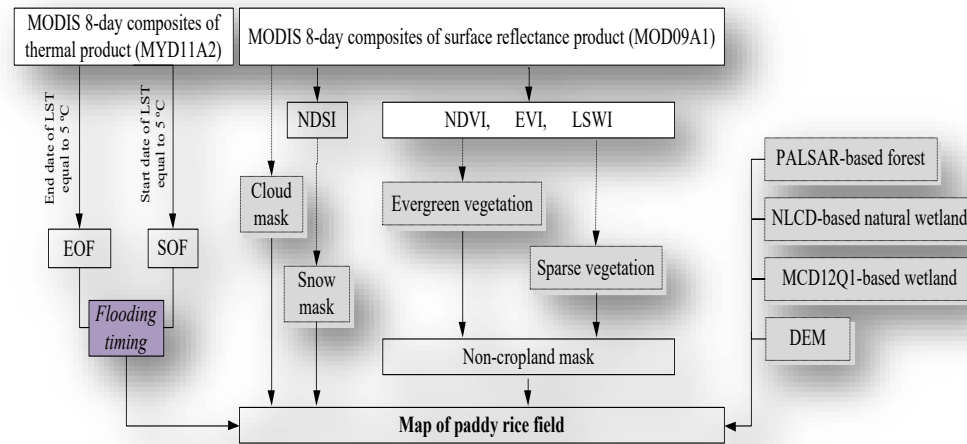 MODIS 8-day composites of
thermal product (MYD11A2)
MODIS 8-day composites of surface reflectance product (MOD09A1)
End date of LST
equal to 5 ºC
Start date of LST
equal to 5 ºC
NDSI
NDVI, EVI, LSWI
Cloud
mask
Evergreen vegetation
PALSAR-based forest
NLCD-based natural wetland
EOF
SOF
Snow
mask
Sparse vegetation
MCD12Q1-based wetland
Flooding
timing
Non-cropland mask
DEM
Map of paddy rice field